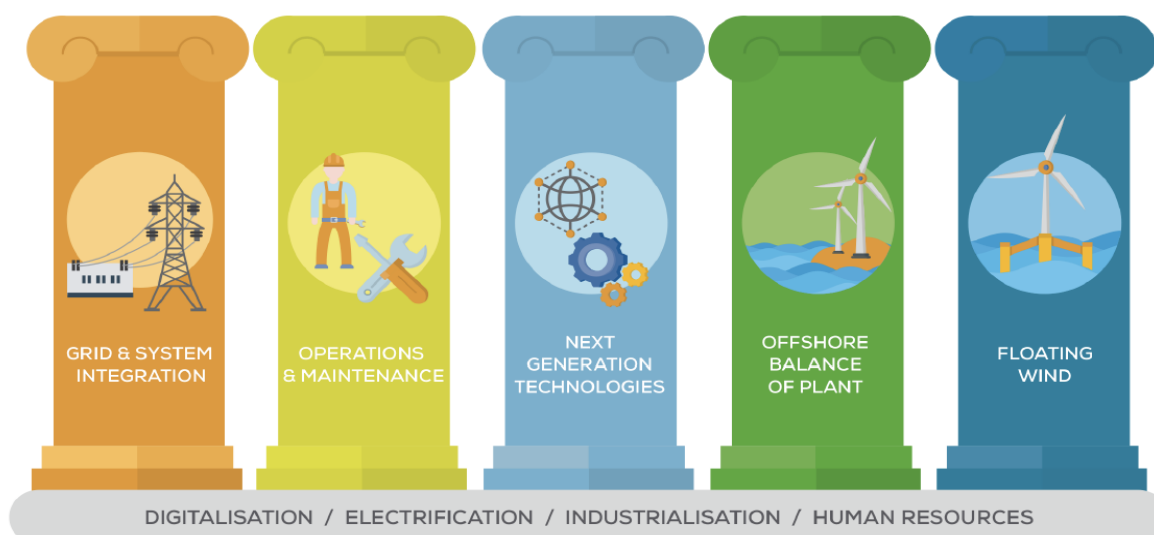 GRID & SYSTEM
INTEGRATION
OPERATIONS
& MAINTENANCE
NEXT
GENERATION
TECHNOLOGIES
OFFSHORE
BALANCE
OF PLANT
FLOATING
WIND
DIGITALISATION / ELECTRIFICATION / INDUSTRIALISATION / HUMAN RESOURCES